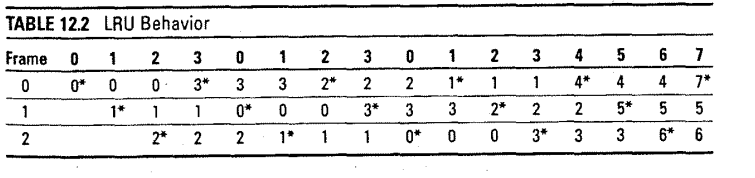 TABLE 12.2 LRU Behavior
Frame 0 1 2 3 0 1 2 3 0 1 2 3 4 5 6 7
0 0* 0 0 3* 3 3 2* 2 2 1* 1 1 4* 4 4 7*
1 1* 1 1 0* 0 0 3* 3 3 2* 2 2 5* 5 5
2 2* 2 2 1* 1 1 0* 0 0 3* 3 3 6* 6